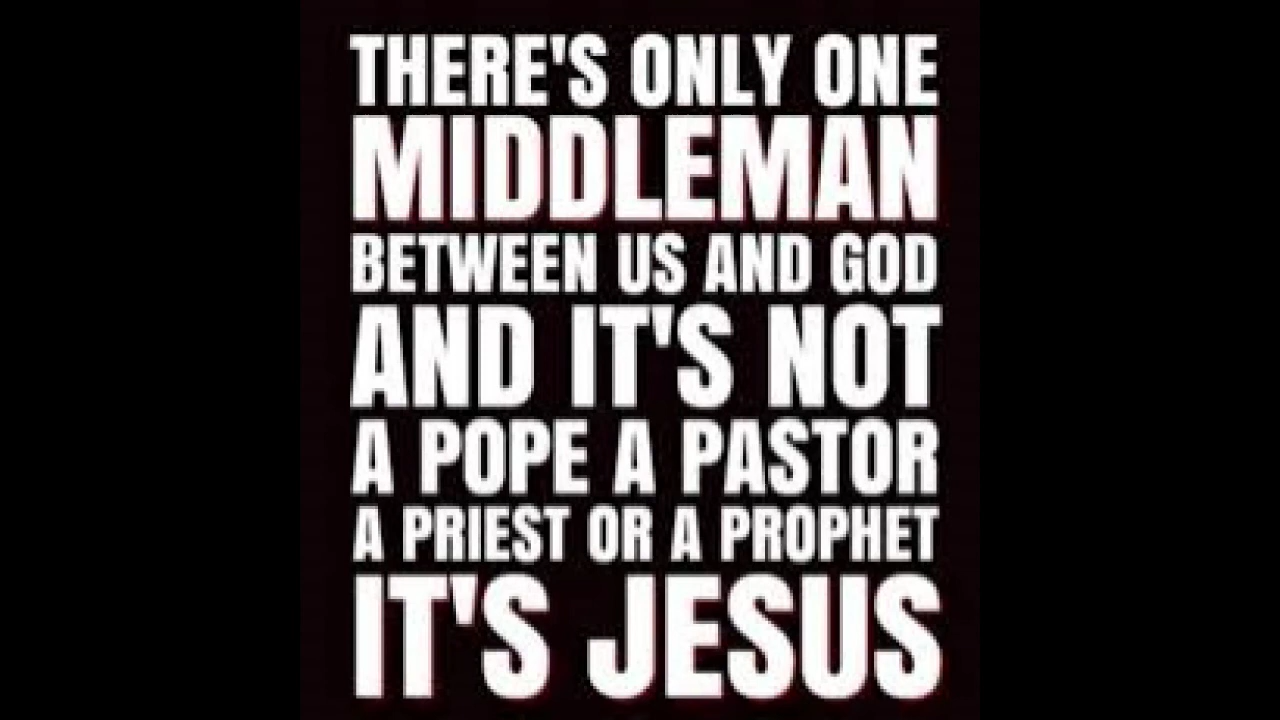 THERE'S ONLY ONE
MIDDLEMAN
BETWEEN US AND GOD
AND IT'S NOT
A POPE A PASTOR
A PRIEST OR A PROPHET
IT'S JESUS